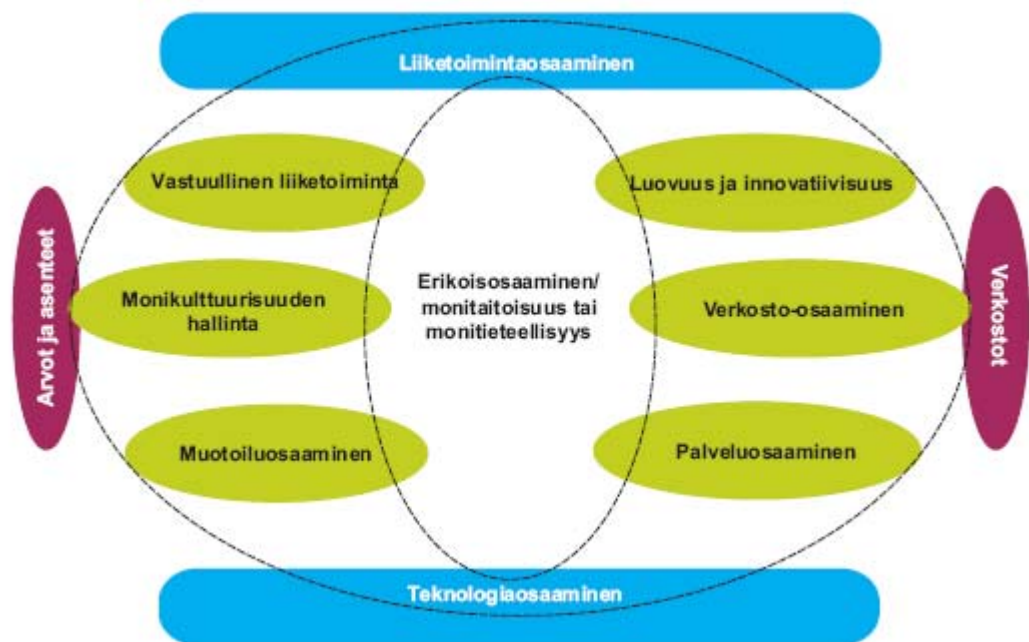 Liiketoimintaosaaminen
Vastuullinen liiketoiminta
Luovuus ja innovatiivisuus
Arvot ja asenteet
Monikulttuurisuuden
hallinta
Erikoisosaaminen/
monitaitoisuus tai
monitieteellisyys
Verkosto-osaaminen
Verkostot
Muotoiluosaaminen
Palveluosaaminen
Teknologiaosaaminen